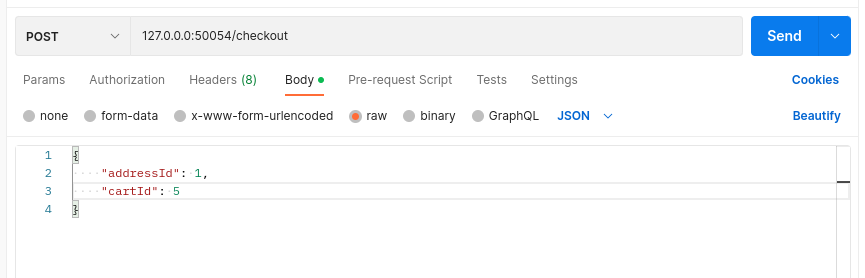 POST 127.0.0.0:50054/checkout Send
Params Authorization Headers (8) Body Pre-request Script Tests Settings Cookies
none form-data x-www-form-urlencoded raw binary GraphQL JSON Beautify
1 {
2 "addressId": 1,
3 "cartId": 5
4 }